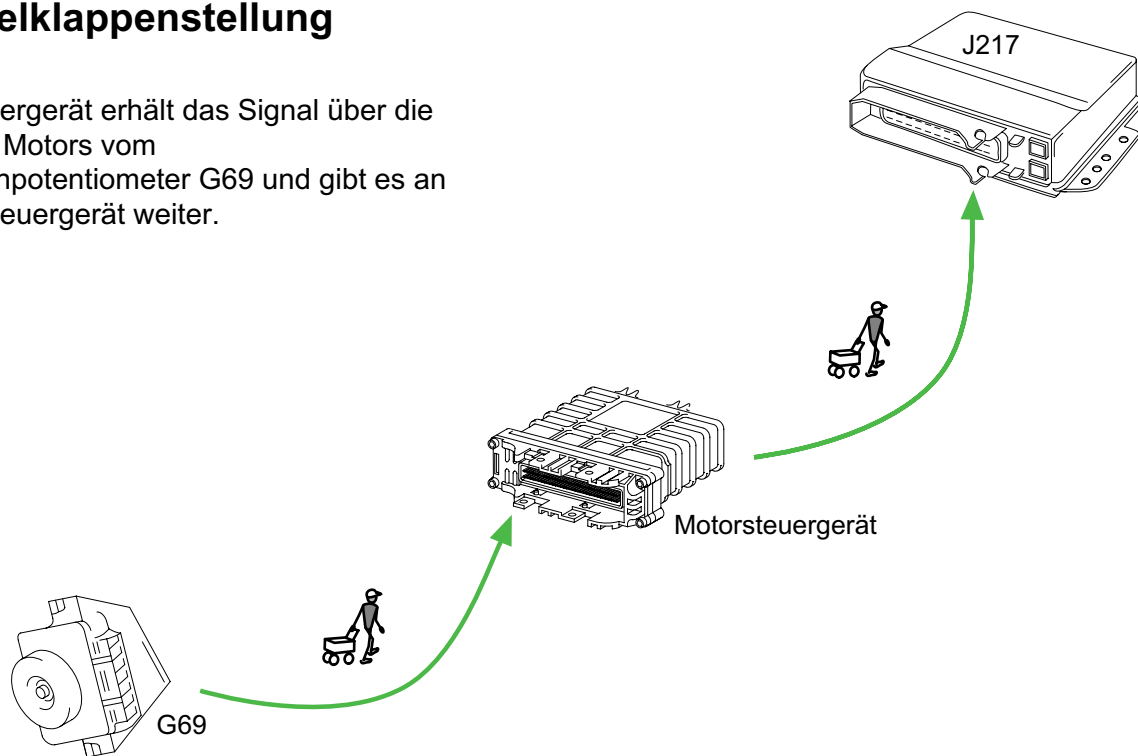 elklappenstellung
ergerät erhält das Signal über die
Motors vom
npotentiometer G69 und gibt es an
euergerät weiter.
J217
Motorsteuergerät
G69